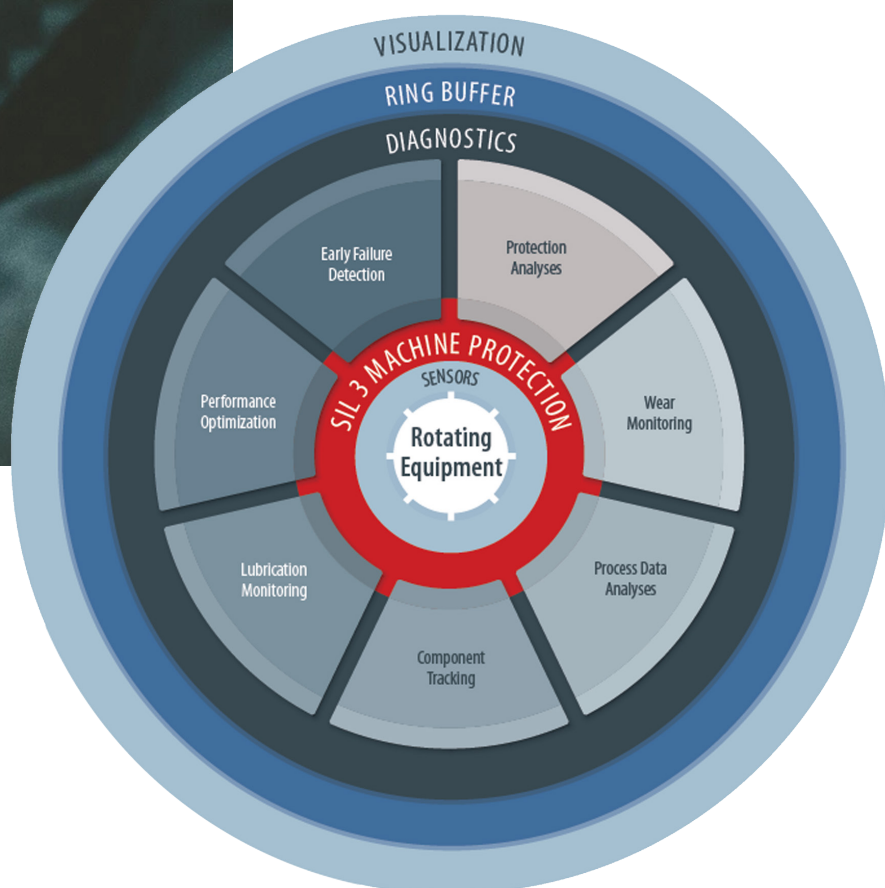 VISUALIZATION
RING BUFFER
DIAGNOSTICS
Early Failure
Detection
Protection
Analyses
SIL 3 MACHINE PROTECTION
SENSORS
Performance
Optimization
Rotating
Equipment
Wear
Monitoring
Lubrication
Monitoring
Process Data
Analyses
Component
Tracking